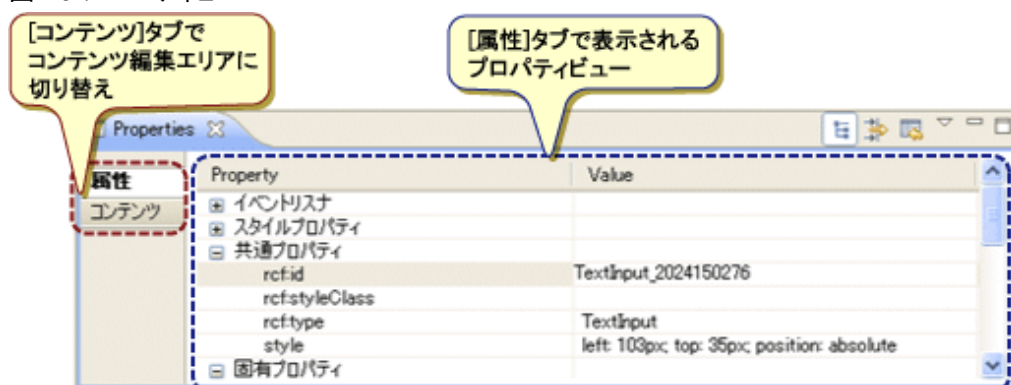 [コンテンツ]タブで
コンテンツ編集エリアに
切り替え
[属性]タブで表示される
プロパティビュー
Properties
属性
コンテンツ
Property Value
イベントリスナ
スタイルプロパティ
共通プロパティ
rcf:id TextInput_2024150276
rcf:styleClass
rcf:type TextInput
style left: 103px; top: 35px; position: absolute
固有プロパティ